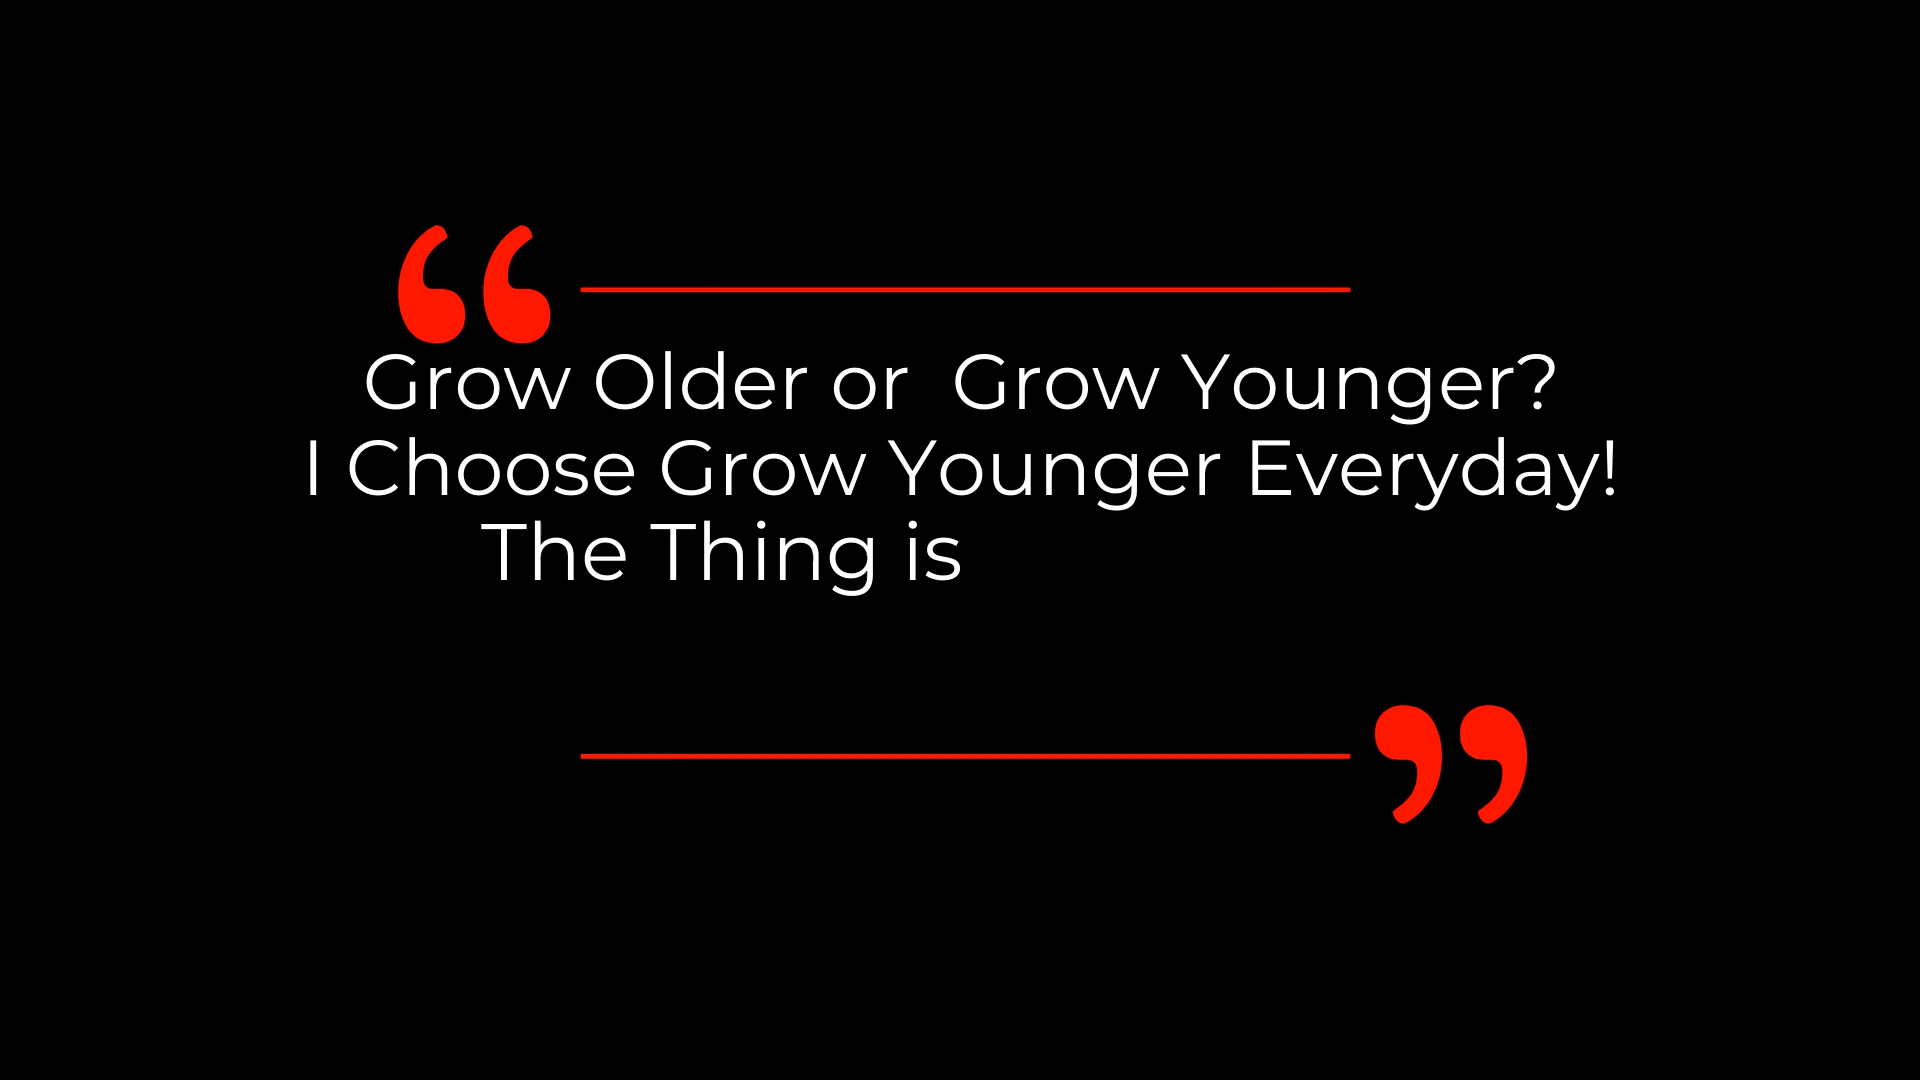 “
Grow Older or  Grow Younger?
I Choose Grow Younger Everyday!
The Thing is
”